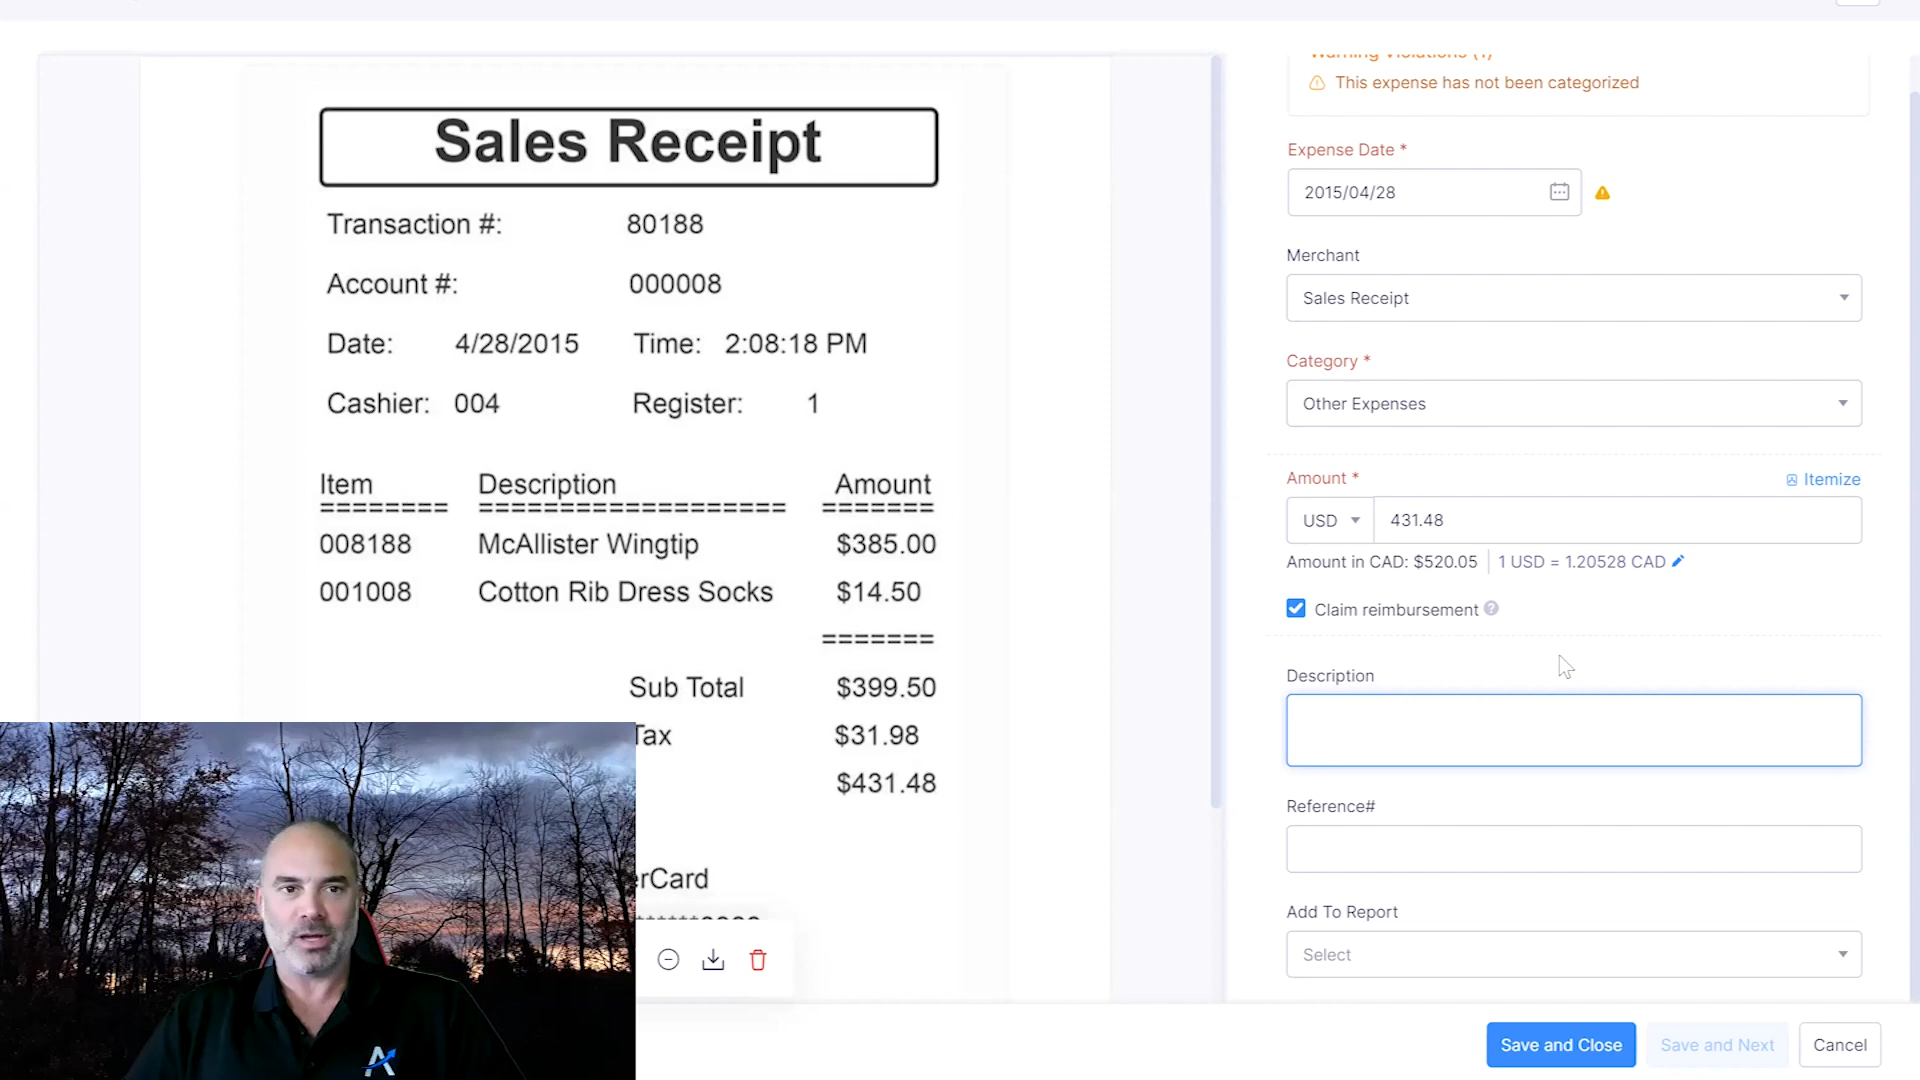 Warning Violations (1)
This expense has not been categorized
Sales Receipt
Transaction #: 80188
Account #: 000008
Date: 4/28/2015 Time: 2:08:18 PM
Cashier: 004 Register: 1
Item Description Amount
======== ================== =======
008188 McAllister Wingtip $385.00
001008 Cotton Rib Dress Socks $14.50
=======
Sub Total $399.50
Tax $31.98
$431.48
erCard
Expense Date *
2015/04/28
Merchant
Sales Receipt
Category *
Other Expenses
Amount *
Itemize
USD 431.48
Amount in CAD: $520.05 1 USD = 1.20528 CAD
Claim reimbursement ?
Description
Reference#
Add To Report
Select
Save and Close Save and Next Cancel